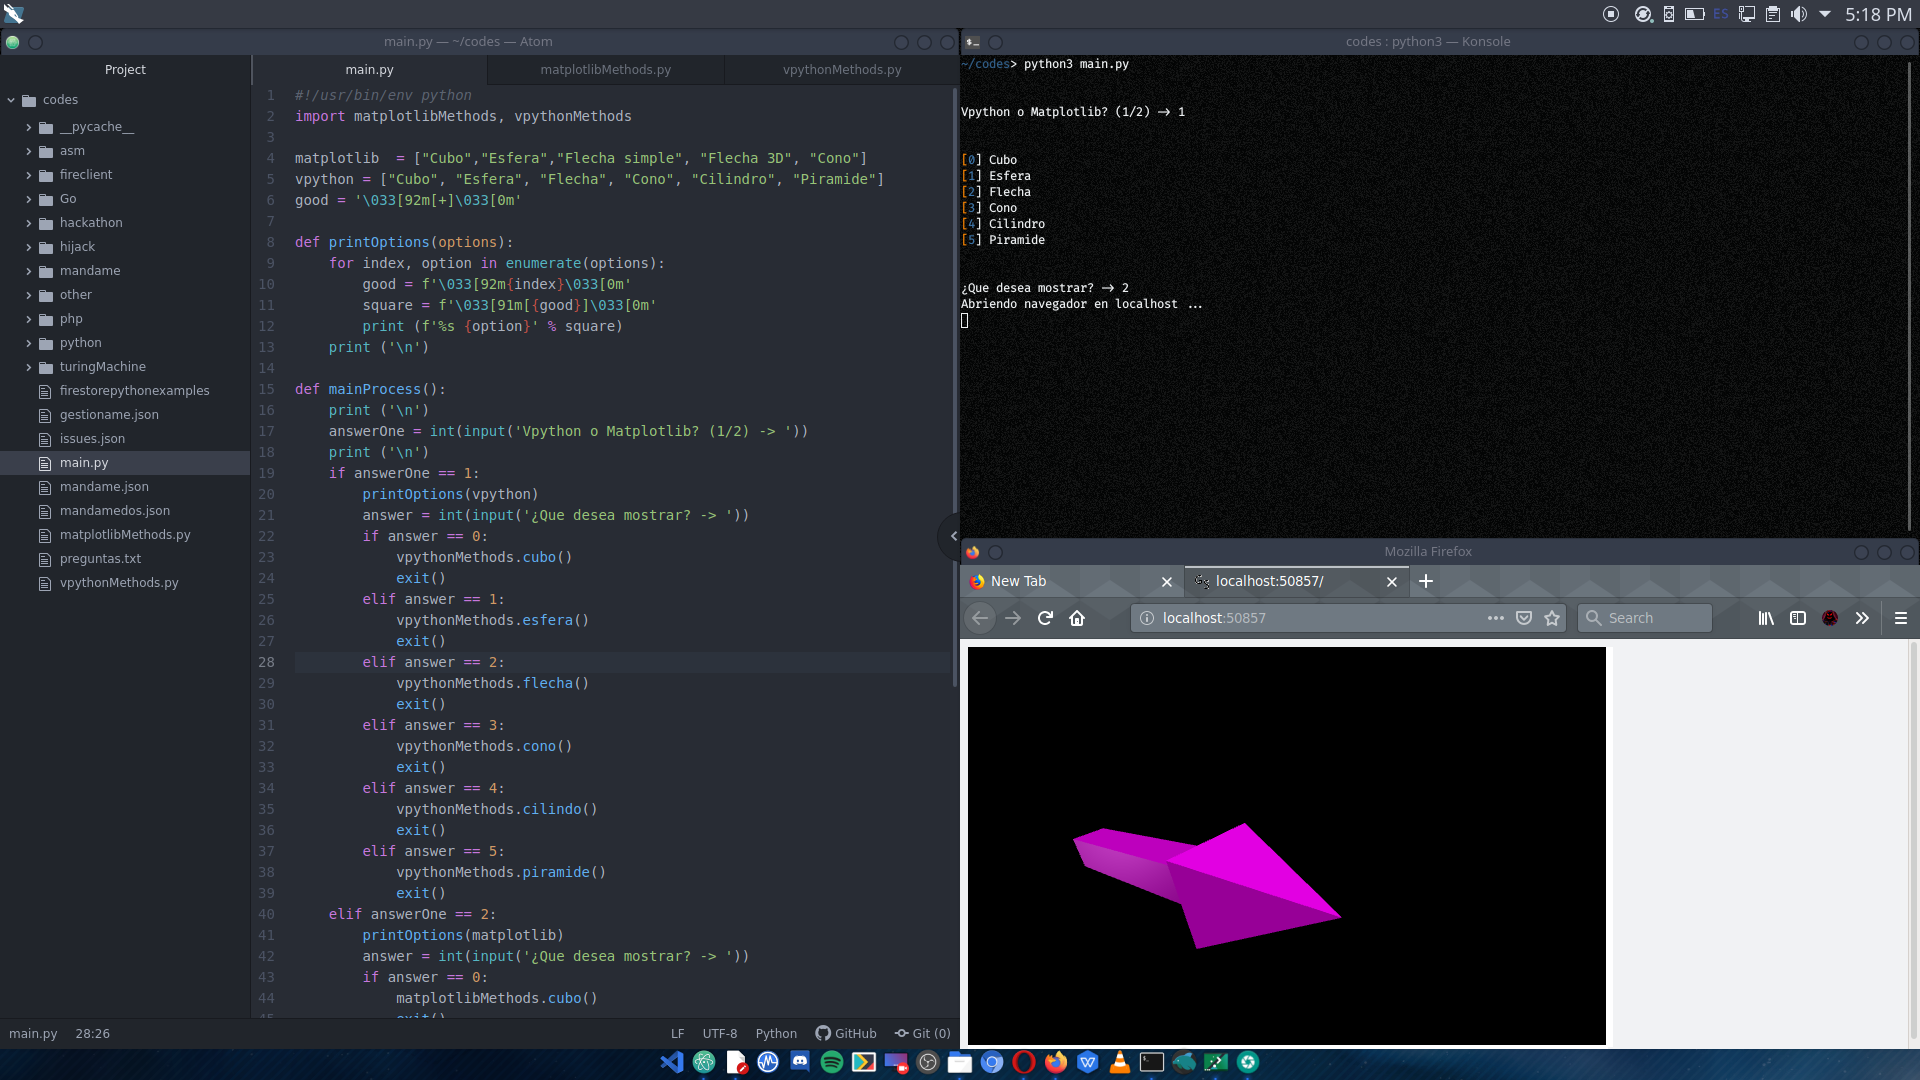 ES
5:18 PM
main.py — ~/codes — Atom
Project
codes
__pycache__
asm
fireclient
Go
hackathon
hijack
mandame
other
php
python
turingMachine
firestorepythonexamples
gestioname.json
issues.json
main.py
mandame.json
mandamedos.json
matplotlibMethods.py
preguntas.txt
vpythonMethods.py
main.py
matplotlibMethods.py
vpythonMethods.py
1 #!/usr/bin/env python
2 import matplotlibMethods, vpythonMethods
3
4 matplotlib  = ["Cubo","Esfera","Flecha simple", "Flecha 3D", "Cono"]
5 vpython = ["Cubo", "Esfera", "Flecha", "Cono", "Cilindro", "Piramide"]
6 good = '\033[92m[+]\033[0m'
7
8 def printOptions(options):
9     for index, option in enumerate(options):
10         good = f'\033[92m{index}\033[0m'
11         square = f'\033[91m[{good}]\033[0m'
12         print (f'%s {option}' % square)
13     print ('\n')
14
15 def mainProcess():
16     print ('\n')
17     answerOne = int(input('Vpython o Matplotlib? (1/2) -> '))
18     print ('\n')
19     if answerOne == 1:
20         printOptions(vpython)
21         answer = int(input('¿Que desea mostrar? -> '))
22         if answer == 0:
23             vpythonMethods.cubo()
24             exit()
25         elif answer == 1:
26             vpythonMethods.esfera()
27             exit()
28         elif answer == 2:
29             vpythonMethods.flecha()
30             exit()
31         elif answer == 3:
32             vpythonMethods.cono()
33             exit()
34         elif answer == 4:
35             vpythonMethods.cilindo()
36             exit()
37         elif answer == 5:
38             vpythonMethods.piramide()
39             exit()
40     elif answerOne == 2:
41         printOptions(matplotlib)
42         answer = int(input('¿Que desea mostrar? -> '))
43         if answer == 0:
44             matplotlibMethods.cubo()
45             exit()
main.py 28:26
LF UTF-8 Python GitHub Git (0)
codes : python3 — Konsole
~/codes> python3 main.py
Vpython o Matplotlib? (1/2) → 1
[0] Cubo
[1] Esfera
[2] Flecha
[3] Cono
[4] Cilindro
[5] Piramide
¿Que desea mostrar? → 2
Abriendo navegador en localhost ...
Mozilla Firefox
New Tab
localhost:50857/
localhost:50857
Search